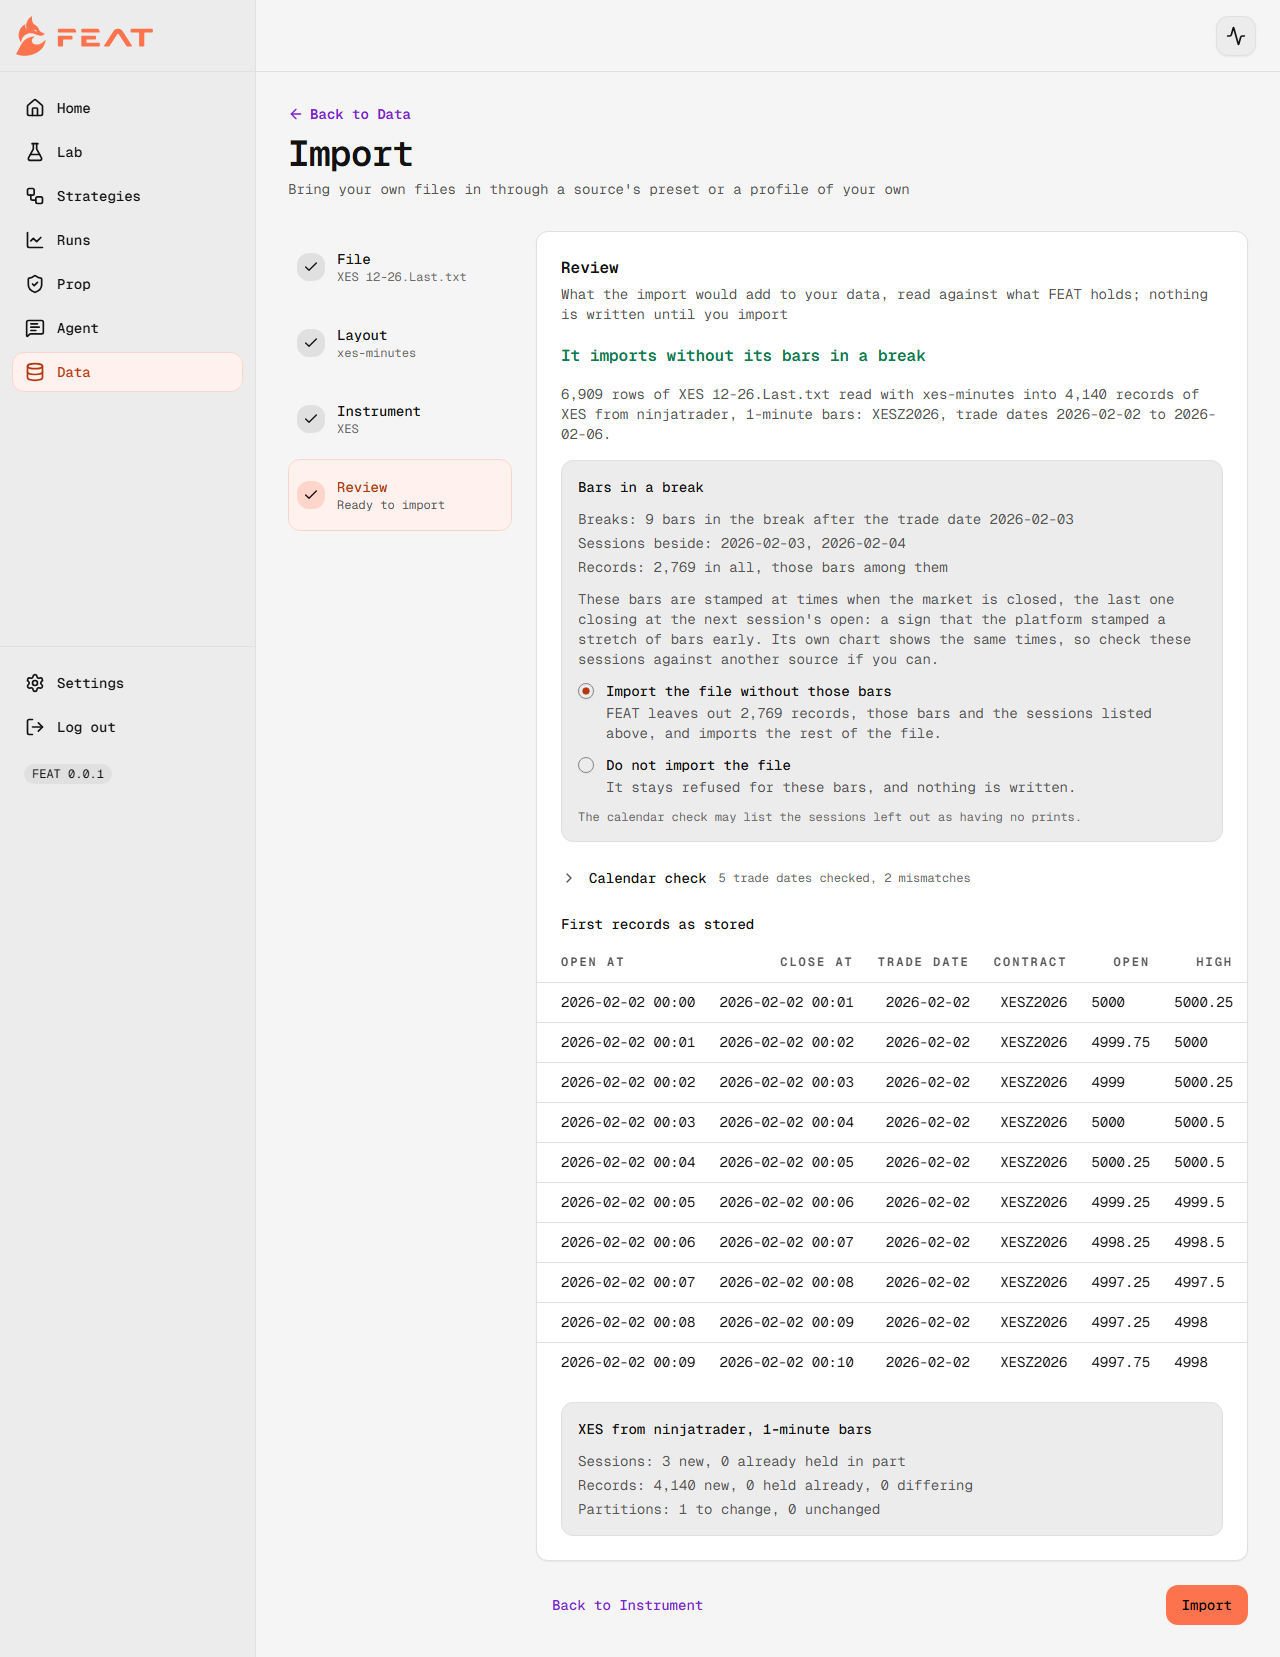 FEAT
Home
Lab
Strategies
Runs
Prop
Agent
Data
Settings
Log out
FEAT 0.0.1
Back to Data
Import
Bring your own files in through a source's preset or a profile of your own
File
XES 12-26.Last.txt
Layout
xes-minutes
Instrument
XES
Review
Ready to import
Review
What the import would add to your data, read against what FEAT holds; nothing
is written until you import
It imports without its bars in a break
6,909 rows of XES 12-26.Last.txt read with xes-minutes into 4,140 records of
XES from ninjatrader, 1-minute bars: XESZ2026, trade dates 2026-02-02 to 2026-
02-06.
Bars in a break
Breaks: 9 bars in the break after the trade date 2026-02-03
Sessions beside: 2026-02-03, 2026-02-04
Records: 2,769 in all, those bars among them
These bars are stamped at times when the market is closed, the last one
closing at the next session's open: a sign that the platform stamped a
stretch of bars early. Its own chart shows the same times, so check these
sessions against another source if you can.
Import the file without those bars
FEAT leaves out 2,769 records, those bars and the sessions listed
above, and imports the rest of the file.
Do not import the file
It stays refused for these bars, and nothing is written.
The calendar check may list the sessions left out as having no prints.
Calendar check 5 trade dates checked, 2 mismatches
First records as stored
OPEN AT CLOSE AT TRADE DATE CONTRACT OPEN HIGH
2026-02-02 00:00 2026-02-02 00:01 2026-02-02 XESZ2026 5000 5000.25
2026-02-02 00:01 2026-02-02 00:02 2026-02-02 XESZ2026 4999.75 5000
2026-02-02 00:02 2026-02-02 00:03 2026-02-02 XESZ2026 4999 5000.25
2026-02-02 00:03 2026-02-02 00:04 2026-02-02 XESZ2026 5000 5000.5
2026-02-02 00:04 2026-02-02 00:05 2026-02-02 XESZ2026 5000.25 5000.5
2026-02-02 00:05 2026-02-02 00:06 2026-02-02 XESZ2026 4999.25 4999.5
2026-02-02 00:06 2026-02-02 00:07 2026-02-02 XESZ2026 4998.25 4998.5
2026-02-02 00:07 2026-02-02 00:08 2026-02-02 XESZ2026 4997.25 4997.5
2026-02-02 00:08 2026-02-02 00:09 2026-02-02 XESZ2026 4997.25 4998
2026-02-02 00:09 2026-02-02 00:10 2026-02-02 XESZ2026 4997.75 4998
XES from ninjatrader, 1-minute bars
Sessions: 3 new, 0 already held in part
Records: 4,140 new, 0 held already, 0 differing
Partitions: 1 to change, 0 unchanged
Back to Instrument
Import